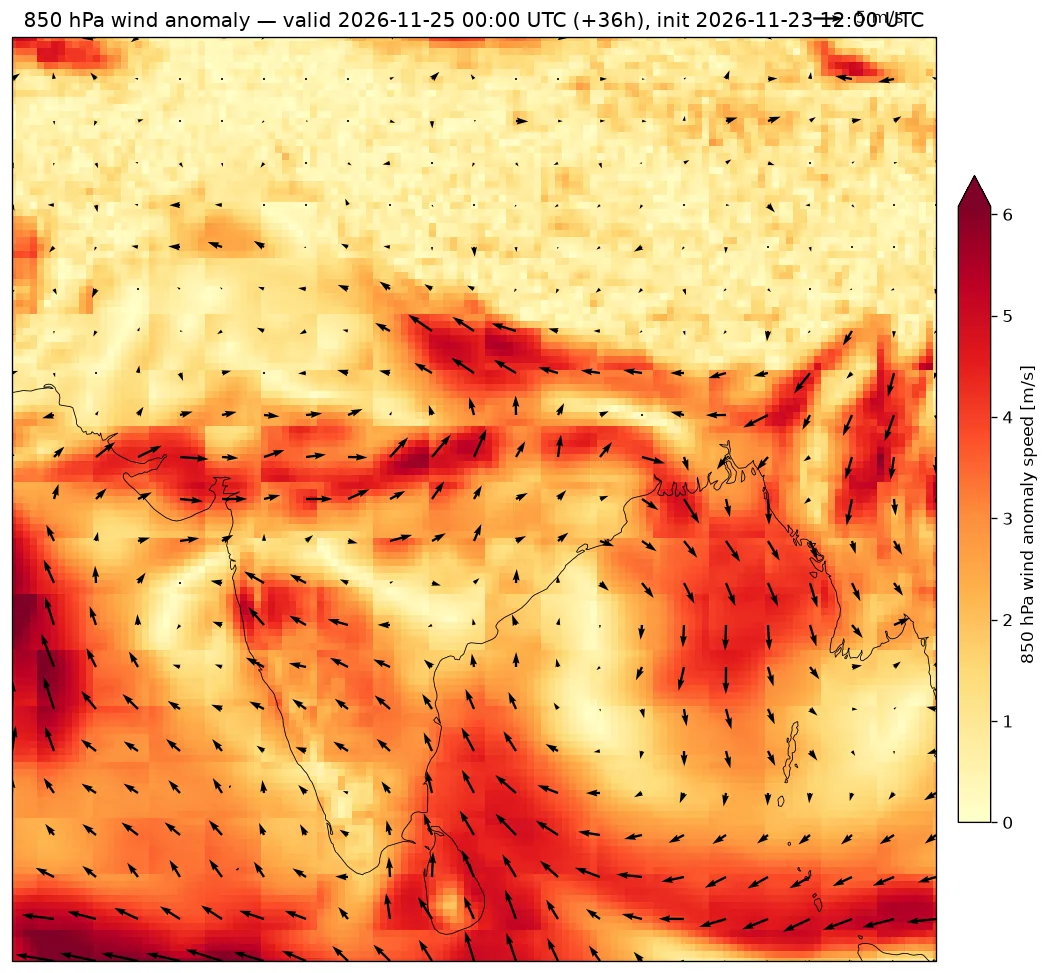 850 hPa wind anomaly — valid 2026-11-25 00:00 UTC (+36h), init 2026-11-23 12:00 UTC
5 m/s
6
5
4
3
2
1
0
850 hPa wind anomaly speed [m/s]